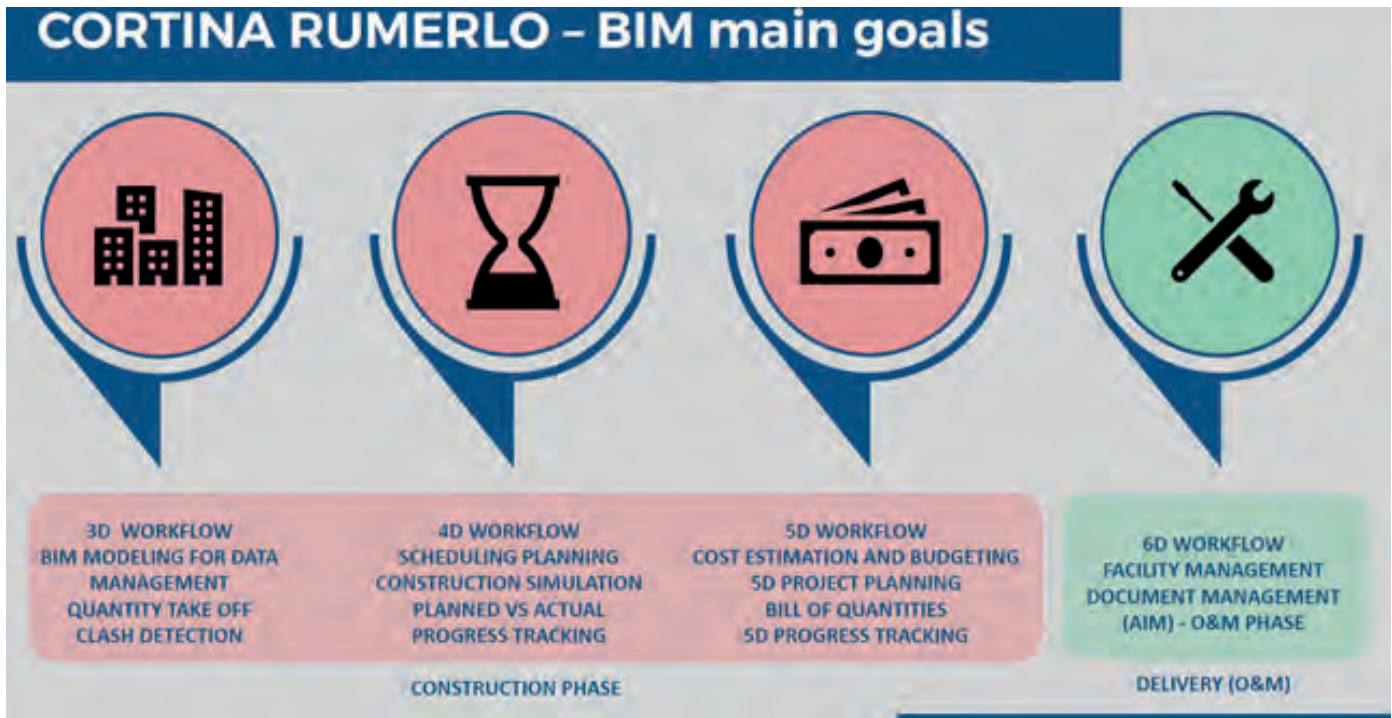 CORTINA RUMERLO – BIM main goals
3D WORKFLOW
BIM MODELING FOR DATA
MANAGEMENT
QUANTITY TAKE OFF
CLASH DETECTION
4D WORKFLOW
SCHEDULING PLANNING
CONSTRUCTION SIMULATION
PLANNED VS ACTUAL
PROGRESS TRACKING
5D WORKFLOW
COST ESTIMATION AND BUDGETING
5D PROJECT PLANNING
BILL OF QUANTITIES
5D PROGRESS TRACKING
6D WORKFLOW
FACILITY MANAGEMENT
DOCUMENT MANAGEMENT
(AIM) - O&M PHASE
CONSTRUCTION PHASE
DELIVERY (O&M)